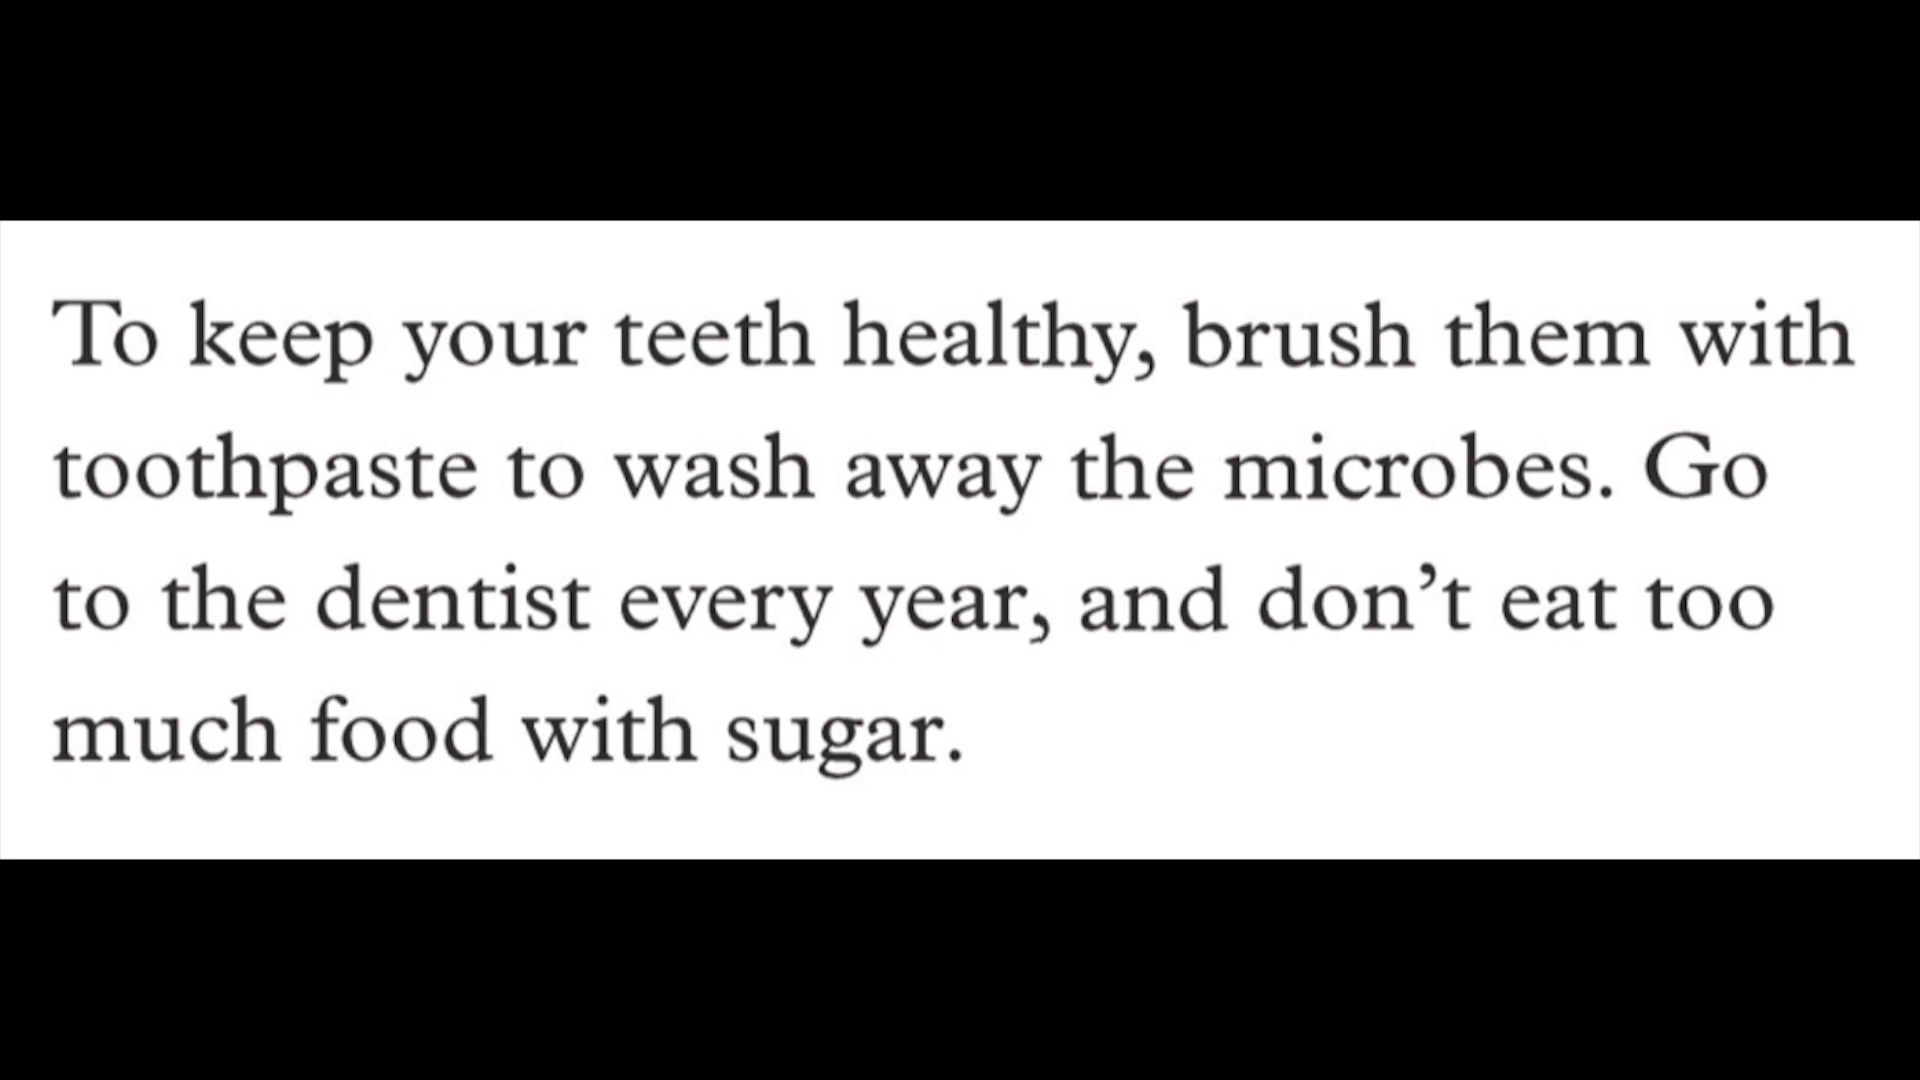 To keep your teeth healthy, brush them with
toothpaste to wash away the microbes. Go
to the dentist every year, and don’t eat too
much food with sugar.